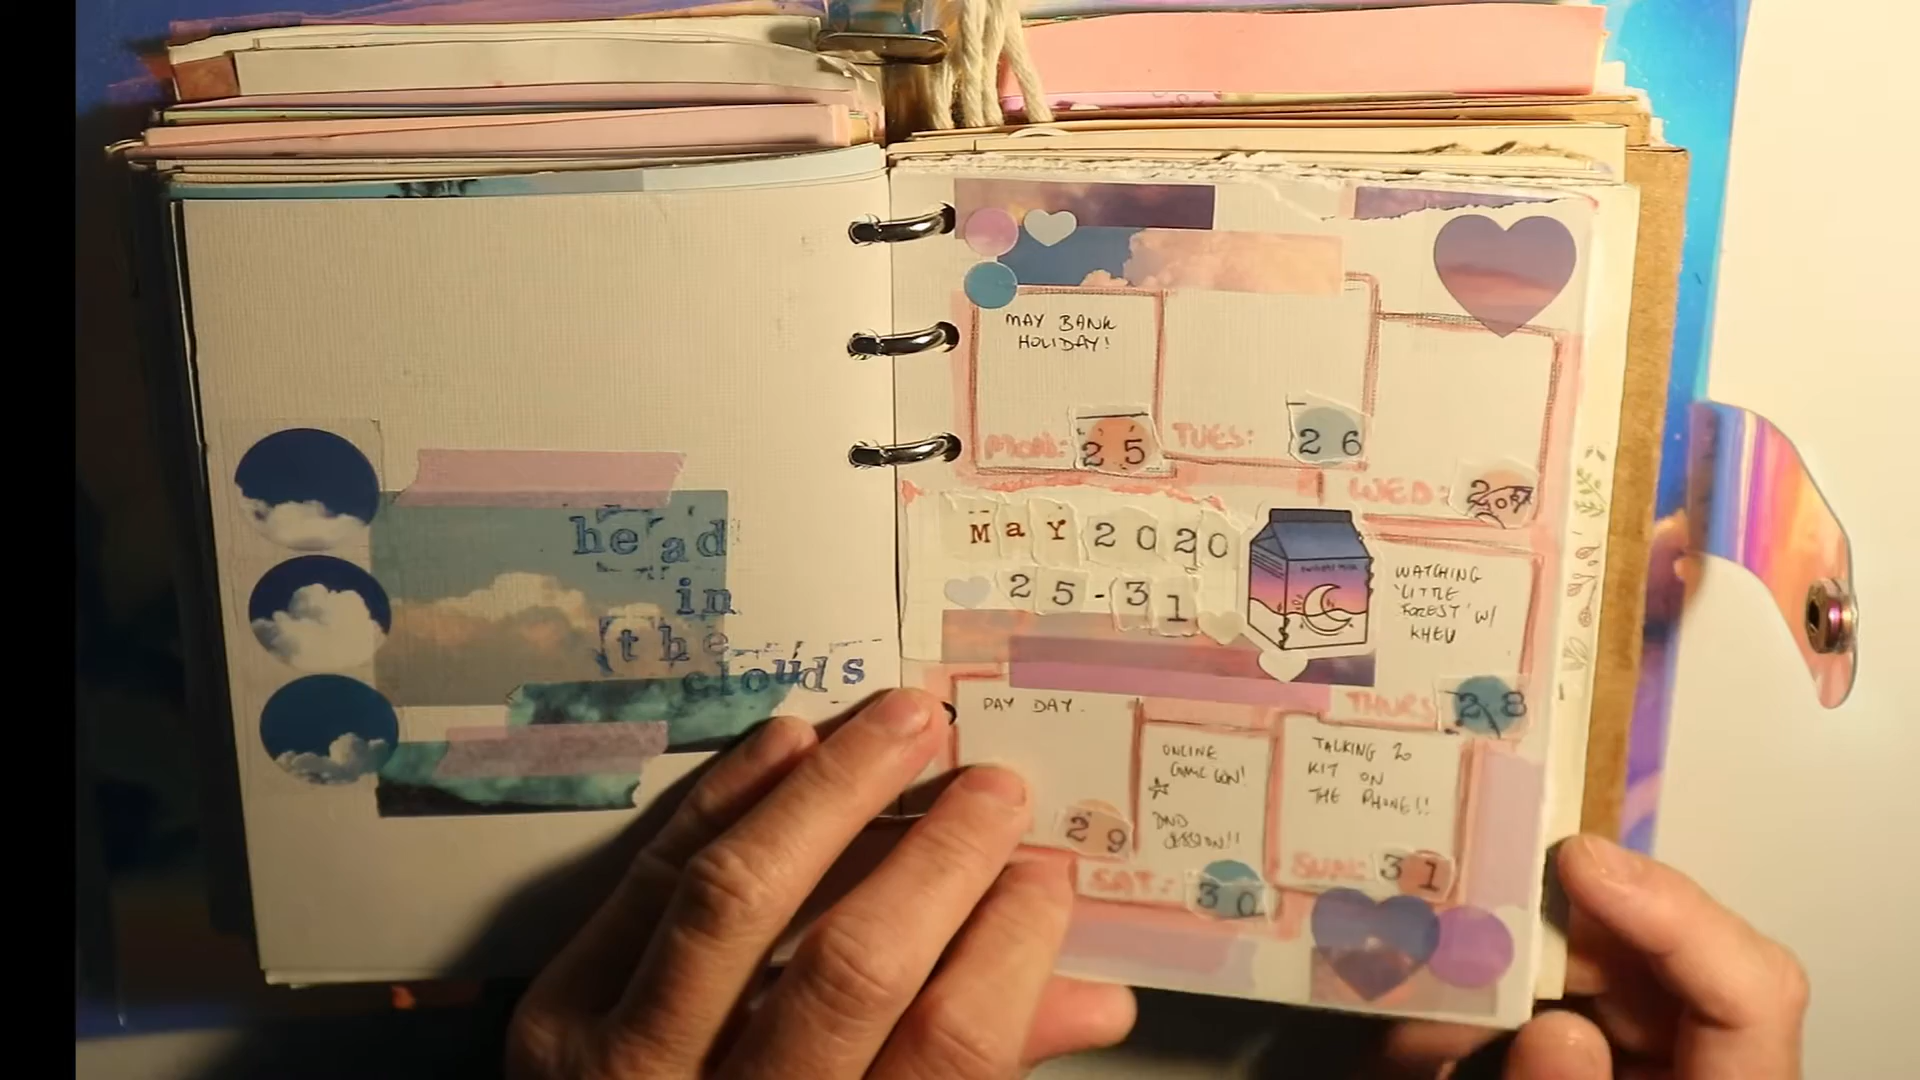 head
in
the
clouds
MAY BANK
HOLIDAY!
MON: 25
TUES: 26
WED: 27
MaY 2020
25-31
WATCHING
'LITTLE
FOREST' W/
KHEV
THURS 28
PAY DAY.
29
ONLINE
GAME CON!
DND
SESSION!!
SAT: 30
TALKING 2o
KIT ON
THE PHONE!!
SUN: 31